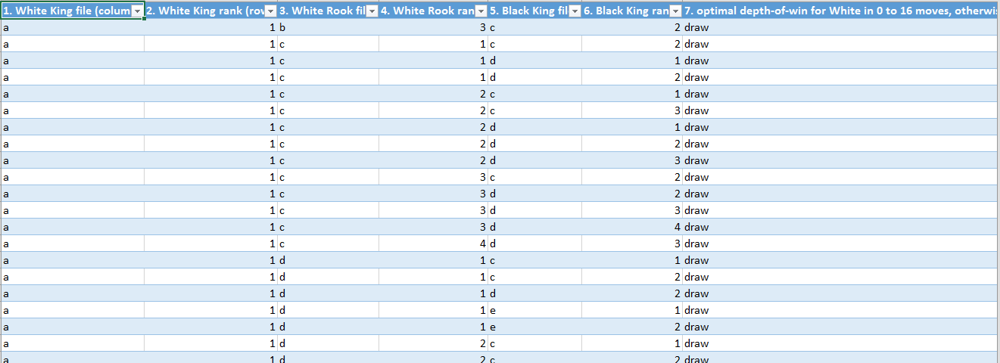 1. White King file (colum 2. White King rank (rov 3. White Rook fil 4. White Rook ran 5. Black King fil 6. Black King ran 7. optimal depth-of-win for White in 0 to 16 moves, otherwi
a 1 b 3 c 2 draw
a 1 c 1 c 2 draw
a 1 c 1 d 1 draw
a 1 c 1 d 2 draw
a 1 c 2 c 1 draw
a 1 c 2 c 3 draw
a 1 c 2 d 1 draw
a 1 c 2 d 2 draw
a 1 c 2 d 3 draw
a 1 c 3 c 2 draw
a 1 c 3 d 2 draw
a 1 c 3 d 3 draw
a 1 c 3 d 4 draw
a 1 c 4 d 3 draw
a 1 d 1 c 1 draw
a 1 d 1 c 2 draw
a 1 d 1 d 2 draw
a 1 d 1 e 1 draw
a 1 d 1 e 2 draw
a 1 d 2 c 1 draw
a 1 d 2 c 2 draw